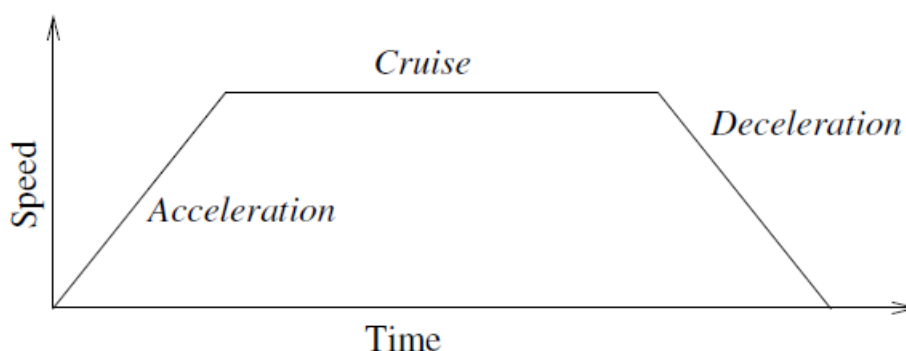 Cruise
Deceleration
Speed
Acceleration
Time